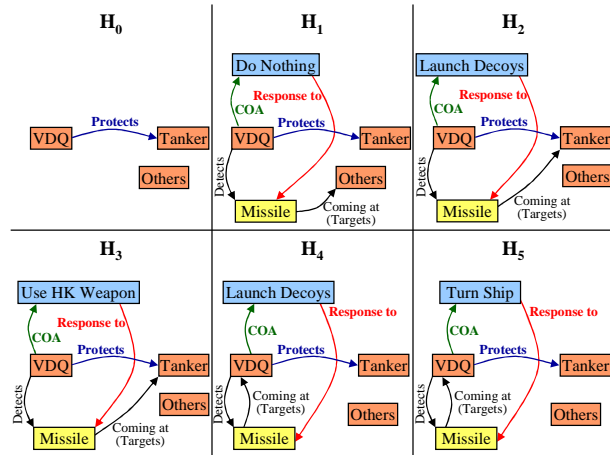 H0
VDQ
Protects
Tanker
Others
H1
Do Nothing
Response to
COA
VDQ
Protects
Tanker
Detects
Others
Missile
Coming at
(Targets)
H2
Launch Decoys
Response to
COA
VDQ
Protects
Tanker
Detects
Others
Missile
Coming at
(Targets)
H3
Use HK Weapon
Response to
COA
VDQ
Protects
Tanker
Detects
Others
Missile
Coming at
(Targets)
H4
Launch Decoys
Response to
COA
VDQ
Protects
Tanker
Detects
Coming at
(Targets)
Others
Missile
H5
Turn Ship
Response to
COA
VDQ
Protects
Tanker
Detects
Coming at
(Targets)
Others
Missile